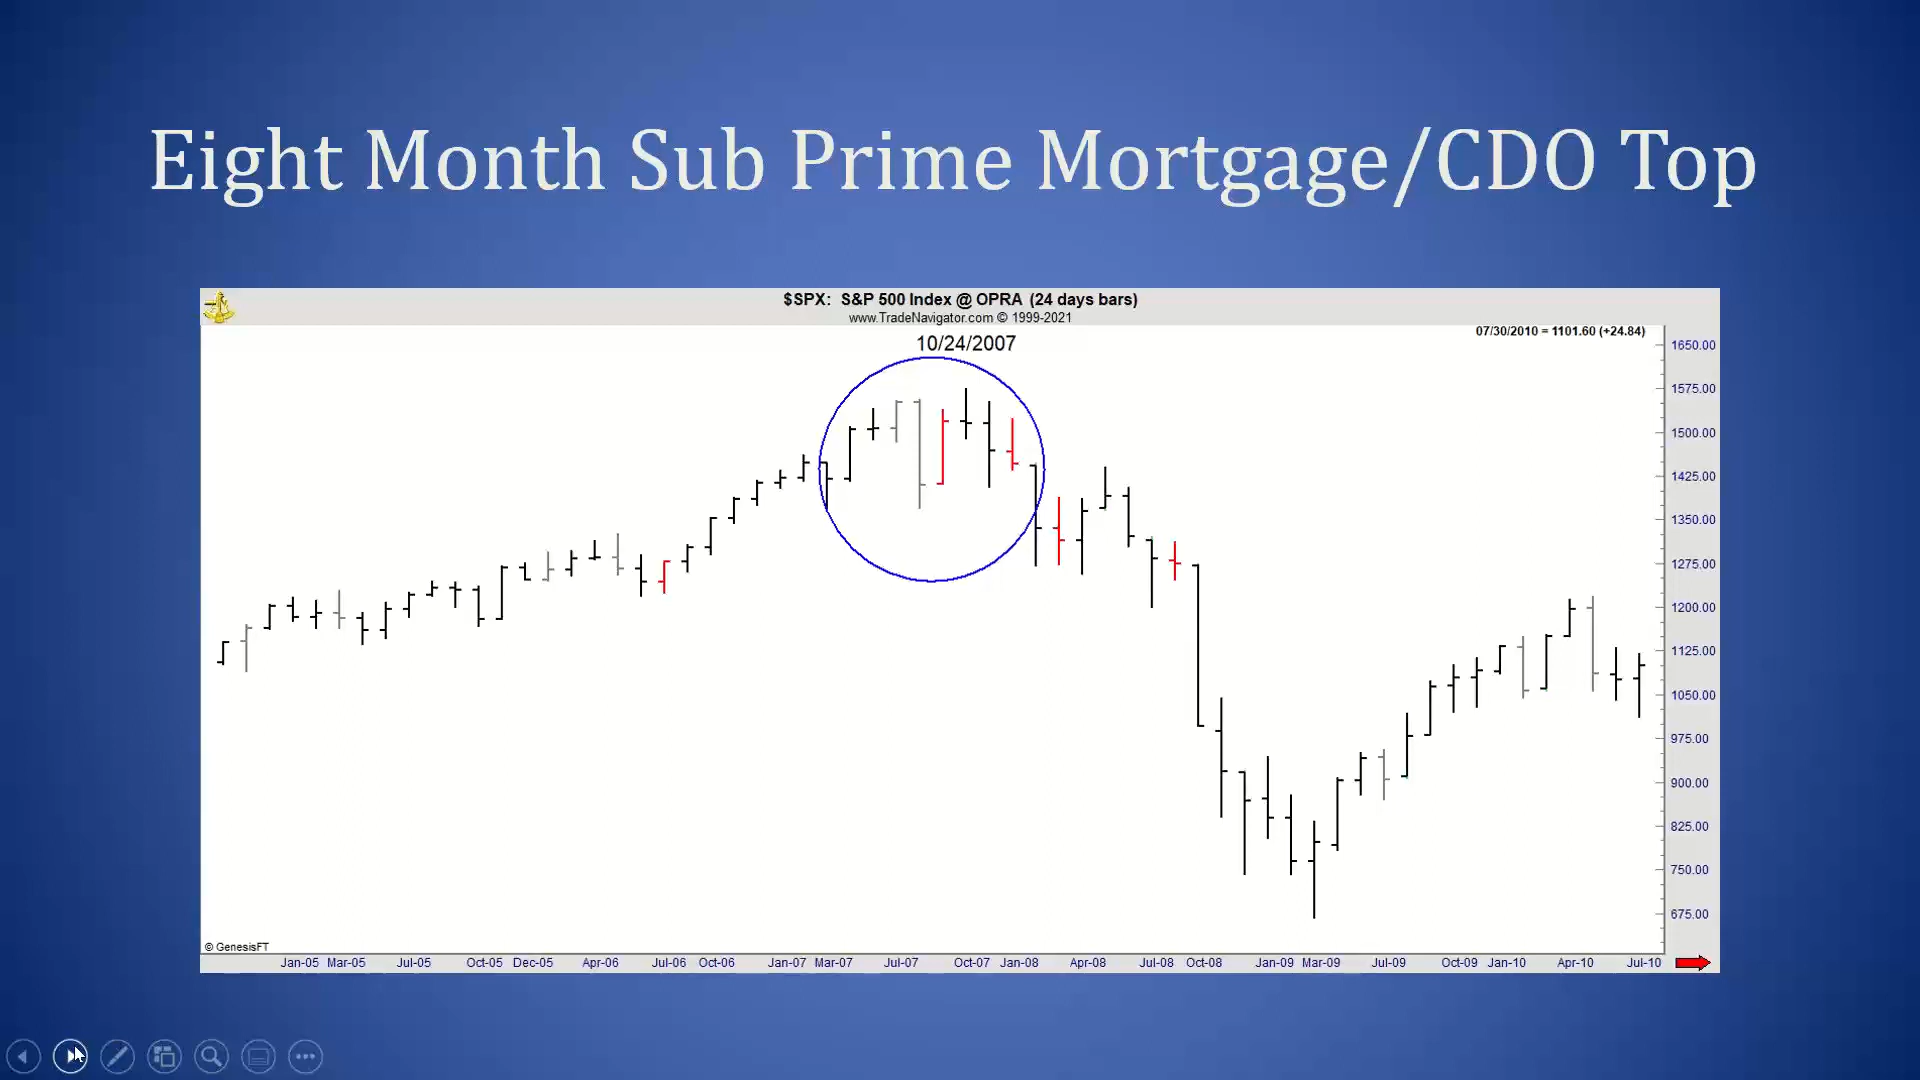 Eight Month Sub Prime Mortgage/CDO Top
$SPX: S&P 500 Index @ OPRA (24 days bars)
www.TradeNavigator.com © 1999-2021
07/30/2010 = 1101.60 (+24.84)
10/24/2007
1650.00
1575.00
1500.00
1425.00
1350.00
1275.00
1200.00
1125.00
1050.00
975.00
900.00
825.00
750.00
675.00
© GenesisFT
Jan-05 Mar-05 Jul-05 Oct-05 Dec-05 Apr-06 Jul-06 Oct-06 Jan-07 Mar-07 Jul-07 Oct-07 Jan-08 Apr-08 Jul-08 Oct-08 Jan-09 Mar-09 Jul-09 Oct-09 Jan-10 Apr-10 Jul-10